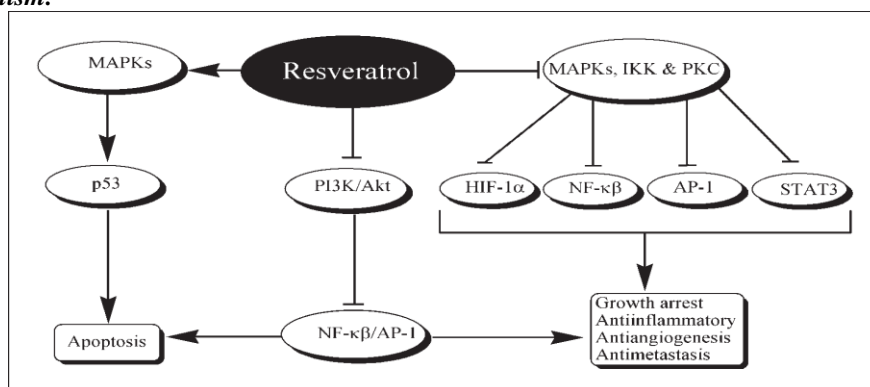 ism:
MAPKs
Resveratrol
MAPKs, IKK & PKC
p53
PI3K/Akt
HIF-1α
NF-κβ
AP-1
STAT3
Apoptosis
NF-κβ/AP-1
Growth arrest
Antiinflammatory
Antiangiogenesis
Antimetastasis